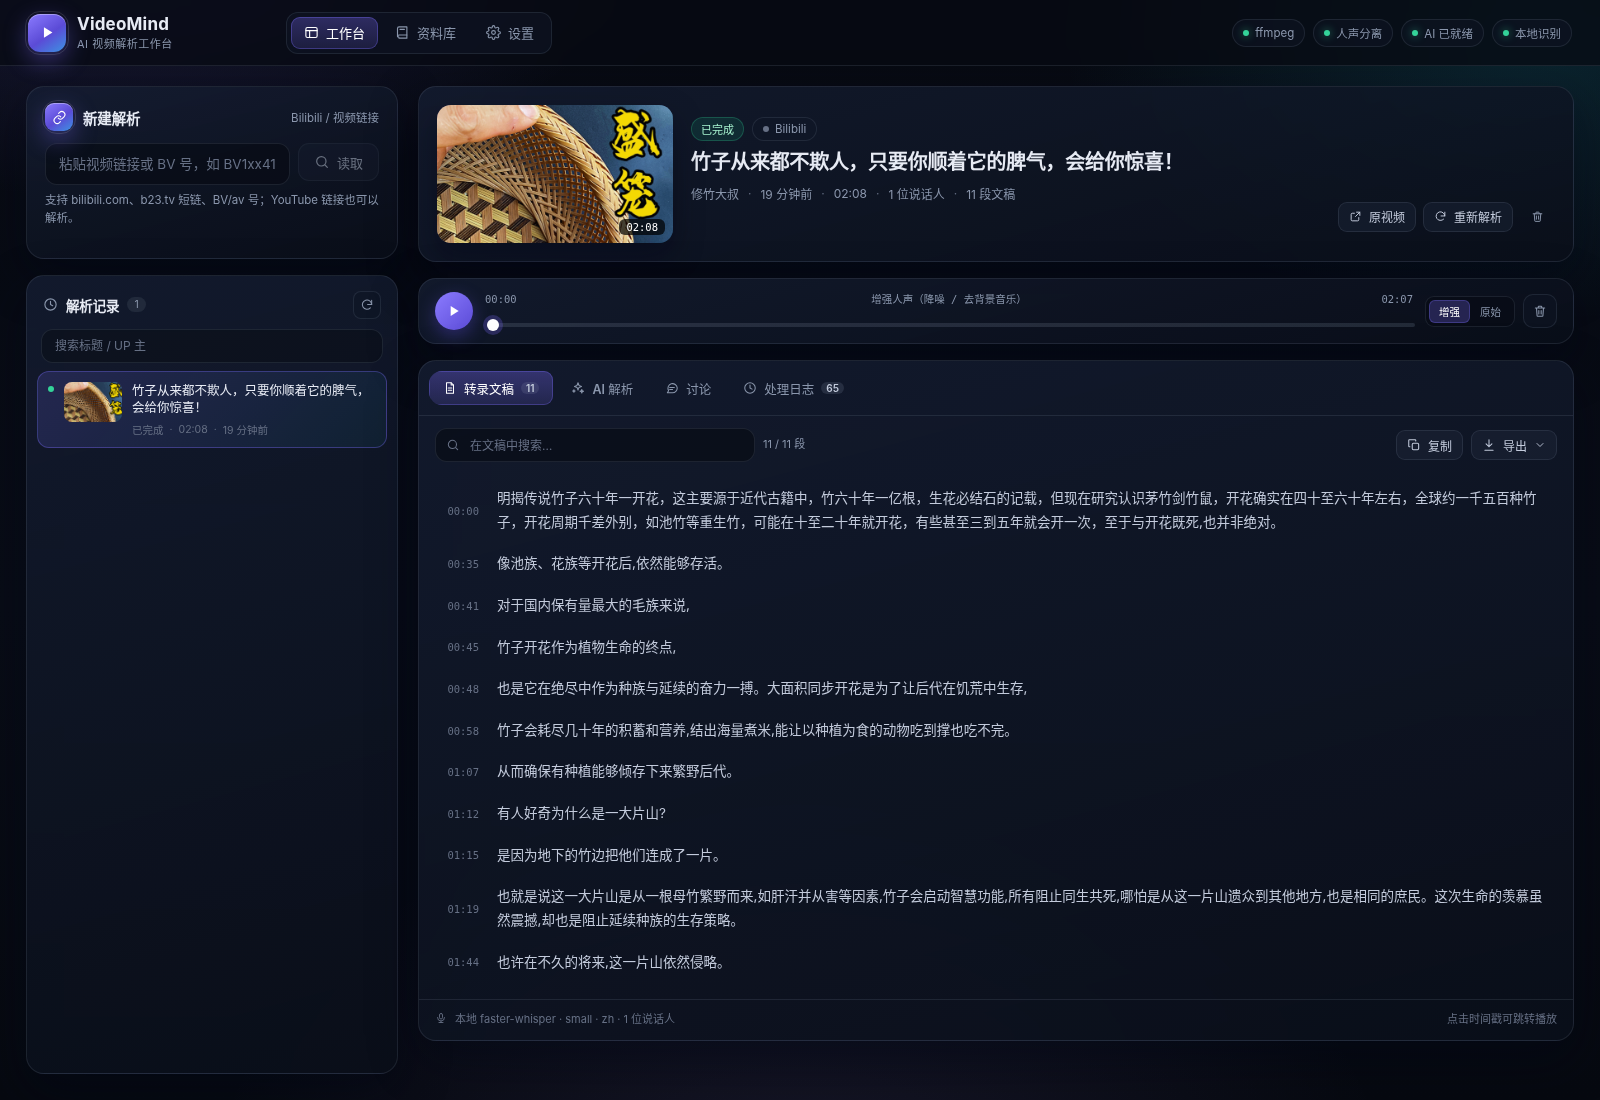 VideoMind
AI 视频解析工作台
工作台
资料库
设置
ffmpeg
人声分离
AI 已就绪
本地识别
新建解析
Bilibili / 视频链接
粘贴视频链接或 BV 号，如 BV1xx41
读取
支持 bilibili.com、b23.tv 短链、BV/av 号；YouTube 链接也可以
解析。
解析记录 1
搜索标题 / UP 主
竹子从来都不欺人，只要你顺着它的脾气，
会给你惊喜！
已完成 · 02:08 · 19 分钟前
盛笼
02:08
已完成
Bilibili
竹子从来都不欺人，只要你顺着它的脾气，会给你惊喜！
修竹大叔 · 19 分钟前 · 02:08 · 1 位说话人 · 11 段文稿
原视频
重新解析
00:00
增强人声（降噪 / 去背景音乐）
02:07
增强
原始
转录文稿 11
AI 解析
讨论
处理日志 65
在文稿中搜索...
11 / 11 段
复制
导出
00:00
明揭传说竹子六十年一开花，这主要源于近代古籍中，竹六十年一亿根，生花必结石的记载，但现在研究认识茅竹剑竹鼠，开花确实在四十至六十年左右，全球约一千五百种竹
子，开花周期千差外别，如池竹等重生竹，可能在十至二十年就开花，有些甚至三到五年就会开一次，至于与开花既死,也并非绝对。
00:35
像池族、花族等开花后,依然能够存活。
00:41
对于国内保有量最大的毛族来说,
00:45
竹子开花作为植物生命的终点,
00:48
也是它在绝尽中作为种族与延续的奋力一搏。大面积同步开花是为了让后代在饥荒中生存,
00:58
竹子会耗尽几十年的积蓄和营养,结出海量煮米,能让以种植为食的动物吃到撑也吃不完。
01:07
从而确保有种植能够倾存下来繁野后代。
01:12
有人好奇为什么是一大片山?
01:15
是因为地下的竹边把他们连成了一片。
01:19
也就是说这一大片山是从一根母竹繁野而来,如肝汗并从害等因素,竹子会启动智慧功能,所有阻止同生共死,哪怕是从这一片山遗众到其他地方,也是相同的庶民。这次生命的羡慕虽
然震撼,却也是阻止延续种族的生存策略。
01:44
也许在不久的将来,这一片山依然侵略。
本地 faster-whisper · small · zh · 1 位说话人
点击时间戳可跳转播放